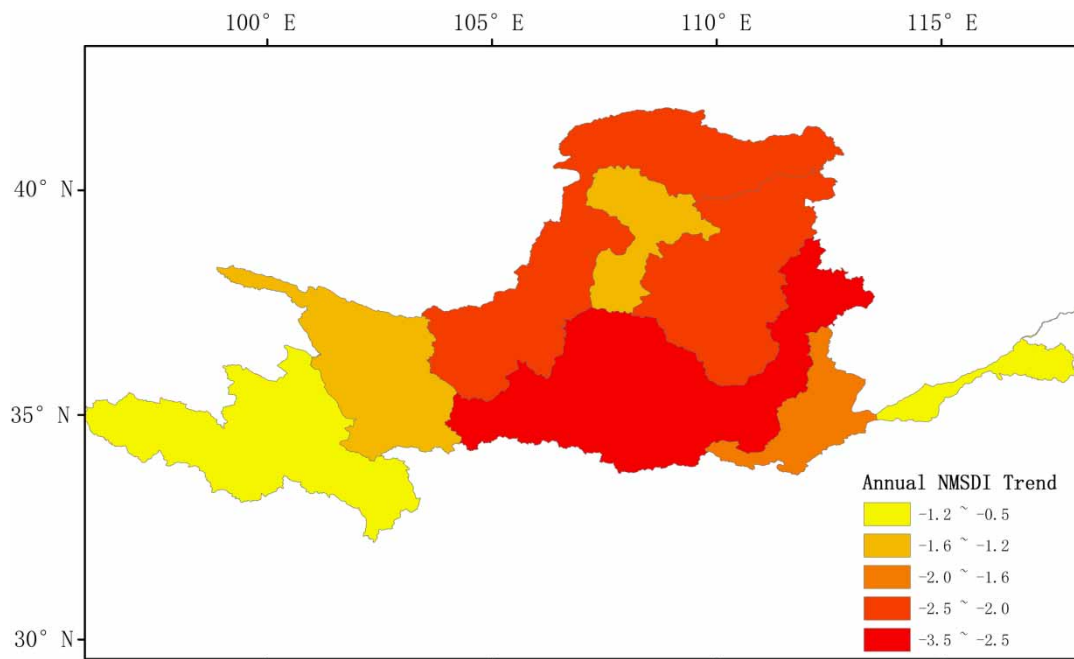 100° E 105° E 110° E 115° E
40° N
35° N
30° N
Annual NMSDI Trend
-1.2 ~ -0.5
-1.6 ~ -1.2
-2.0 ~ -1.6
-2.5 ~ -2.0
-3.5 ~ -2.5